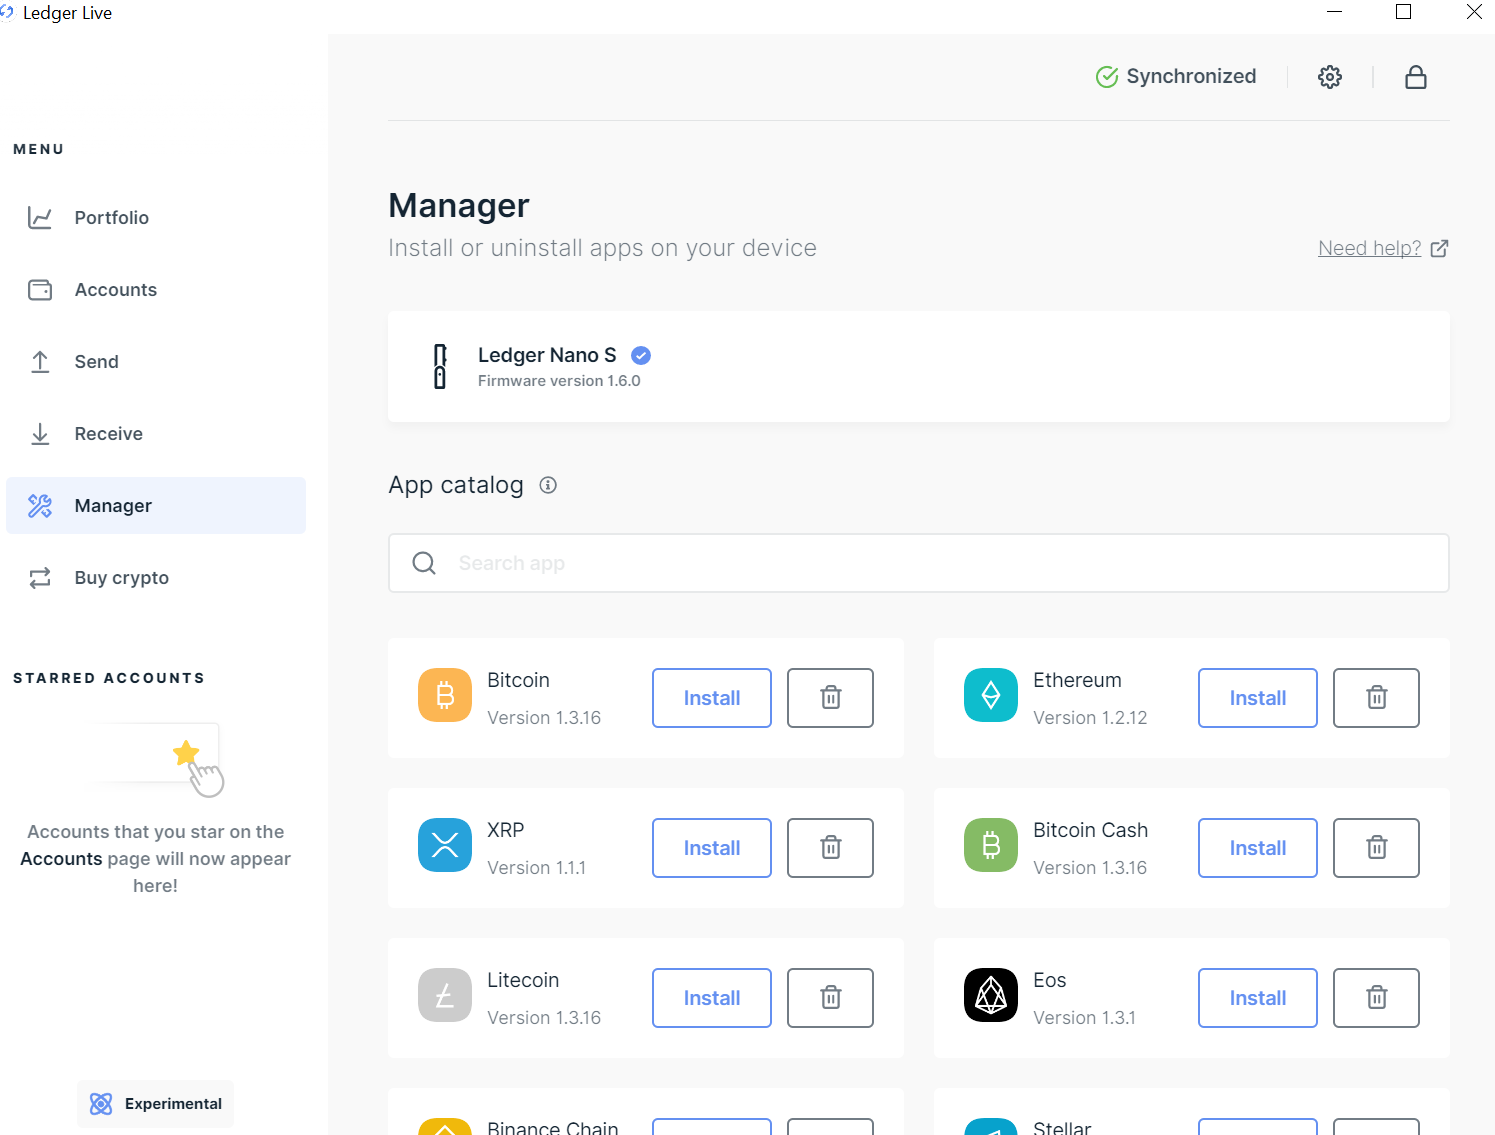 Ledger Live
Synchronized
MENU
Portfolio
Accounts
Send
Receive
Manager
Buy crypto
STARRED ACCOUNTS
Accounts that you star on the
Accounts page will now appear
here!
Experimental
Manager
Install or uninstall apps on your device
Need help?
Ledger Nano S
Firmware version 1.6.0
App catalog
Search app
Bitcoin
Version 1.3.16
Install
Ethereum
Version 1.2.12
Install
XRP
Version 1.1.1
Install
Bitcoin Cash
Version 1.3.16
Install
Litecoin
Version 1.3.16
Install
Eos
Version 1.3.1
Install
Binance Chain
Stellar